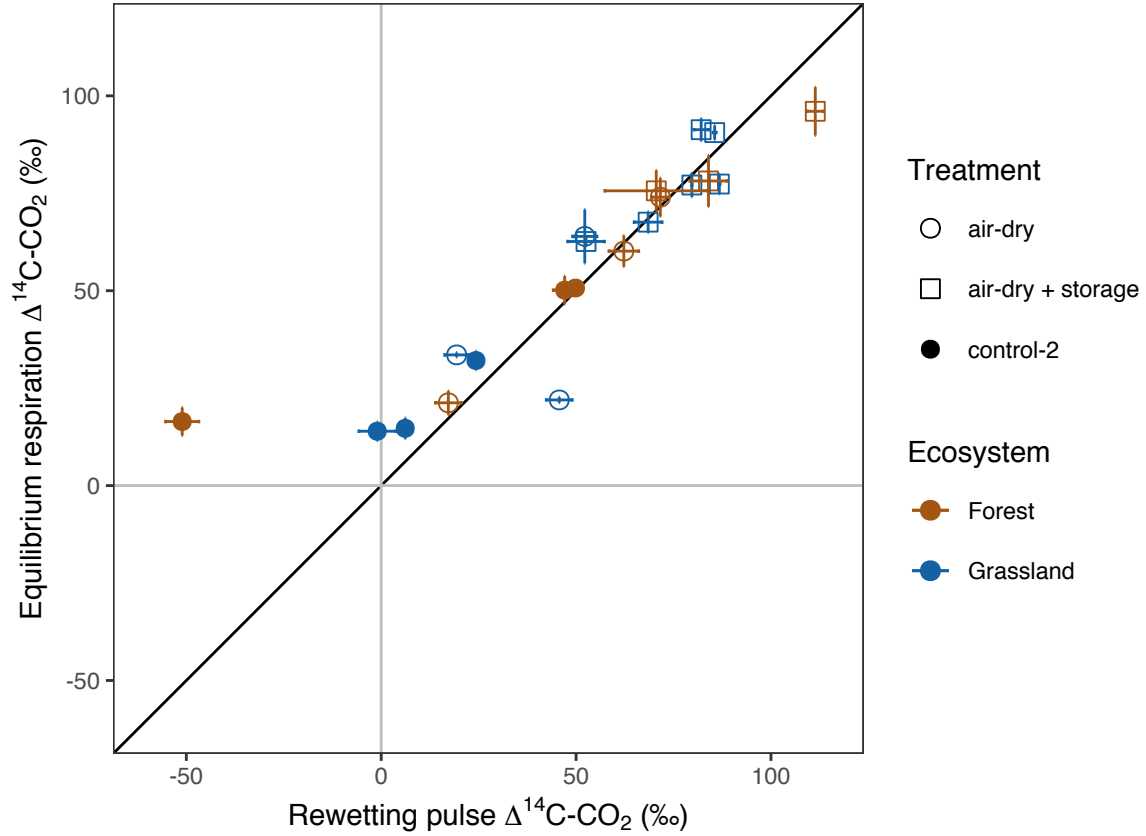 Equilibrium respiration Δ¹⁴C-CO₂ (‰)
100
50
0
-50
-50 0 50 100
Rewetting pulse Δ¹⁴C-CO₂ (‰)
Treatment
air-dry
air-dry + storage
control-2
Ecosystem
Forest
Grassland